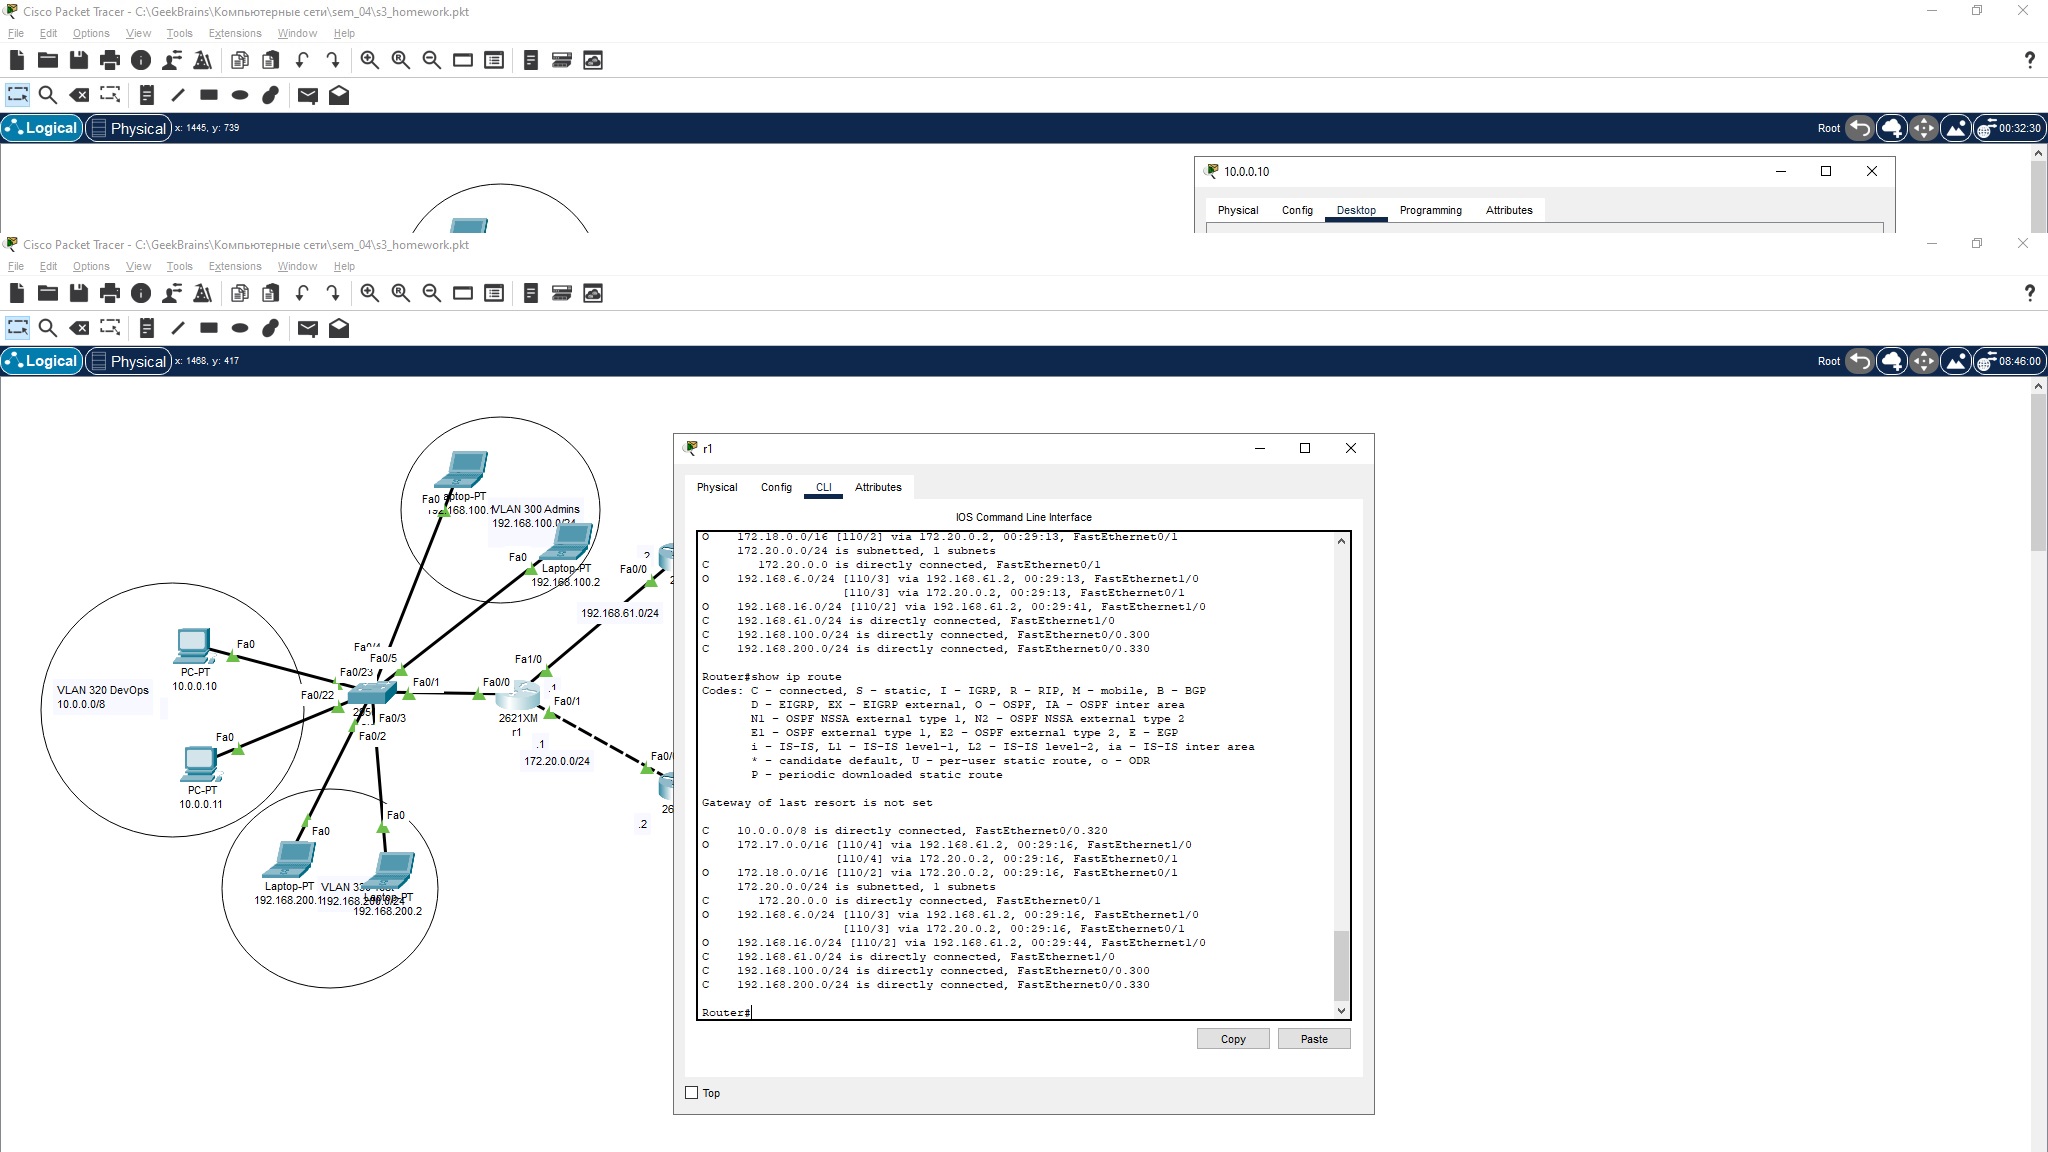 Cisco Packet Tracer - C:\GeekBrains\Компьютерные сети\sem_04\s3_homework.pkt
File Edit Options View Tools Extensions Window Help
?
Logical Physical x: 1445, y: 739
Root 00:32:30
10.0.0.10
Physical Config Desktop Programming Attributes
Cisco Packet Tracer - C:\GeekBrains\Компьютерные сети\sem_04\s3_homework.pkt
File Edit Options View Tools Extensions Window Help
?
Logical Physical x: 1468, y: 417
Root 08:46:00
Fa0
VLAN 300 Admins
192.168.100.0/24
Fa0
Laptop-PT
192.168.100.2
Fa0/0
192.168.61.0/24
Fa0
PC-PT
10.0.0.10
VLAN 320 DevOps
10.0.0.0/8
Fa0
PC-PT
10.0.0.11
Fa0/4
Fa0/5
Fa0/23
Fa0/22
Fa0/1
Fa0/3
Fa0/2
Fa0/0
Fa1/0
.1
Fa0/1
2621XM
r1
.1
172.20.0.0/24
.2
Fa0
Laptop-PT
Fa0
Laptop-PT
192.168.200.2
r1
Physical Config CLI Attributes
IOS Command Line Interface
O 172.18.0.0/16 [110/2] via 172.20.0.2, 00:29:13, FastEthernet0/1
172.20.0.0/24 is subnetted, 1 subnets
C 172.20.0.0 is directly connected, FastEthernet0/1
O 192.168.6.0/24 [110/3] via 192.168.61.2, 00:29:13, FastEthernet1/0
[110/3] via 172.20.0.2, 00:29:13, FastEthernet0/1
O 192.168.16.0/24 [110/2] via 192.168.61.2, 00:29:41, FastEthernet1/0
C 192.168.61.0/24 is directly connected, FastEthernet1/0
C 192.168.100.0/24 is directly connected, FastEthernet0/0.300
C 192.168.200.0/24 is directly connected, FastEthernet0/0.330
Router#show ip route
Codes: C - connected, S - static, I - IGRP, R - RIP, M - mobile, B - BGP
D - EIGRP, EX - EIGRP external, O - OSPF, IA - OSPF inter area
N1 - OSPF NSSA external type 1, N2 - OSPF NSSA external type 2
E1 - OSPF external type 1, E2 - OSPF external type 2, E - EGP
i - IS-IS, L1 - IS-IS level-1, L2 - IS-IS level-2, ia - IS-IS inter area
* - candidate default, U - per-user static route, o - ODR
P - periodic downloaded static route
Gateway of last resort is not set
C 10.0.0.0/8 is directly connected, FastEthernet0/0.320
O 172.17.0.0/16 [110/4] via 192.168.61.2, 00:29:16, FastEthernet1/0
[110/4] via 172.20.0.2, 00:29:16, FastEthernet0/1
O 172.18.0.0/16 [110/2] via 172.20.0.2, 00:29:16, FastEthernet0/1
172.20.0.0/24 is subnetted, 1 subnets
C 172.20.0.0 is directly connected, FastEthernet0/1
O 192.168.6.0/24 [110/3] via 192.168.61.2, 00:29:16, FastEthernet1/0
[110/3] via 172.20.0.2, 00:29:16, FastEthernet0/1
O 192.168.16.0/24 [110/2] via 192.168.61.2, 00:29:44, FastEthernet1/0
C 192.168.61.0/24 is directly connected, FastEthernet1/0
C 192.168.100.0/24 is directly connected, FastEthernet0/0.300
C 192.168.200.0/24 is directly connected, FastEthernet0/0.330
Router#
Copy Paste
Top